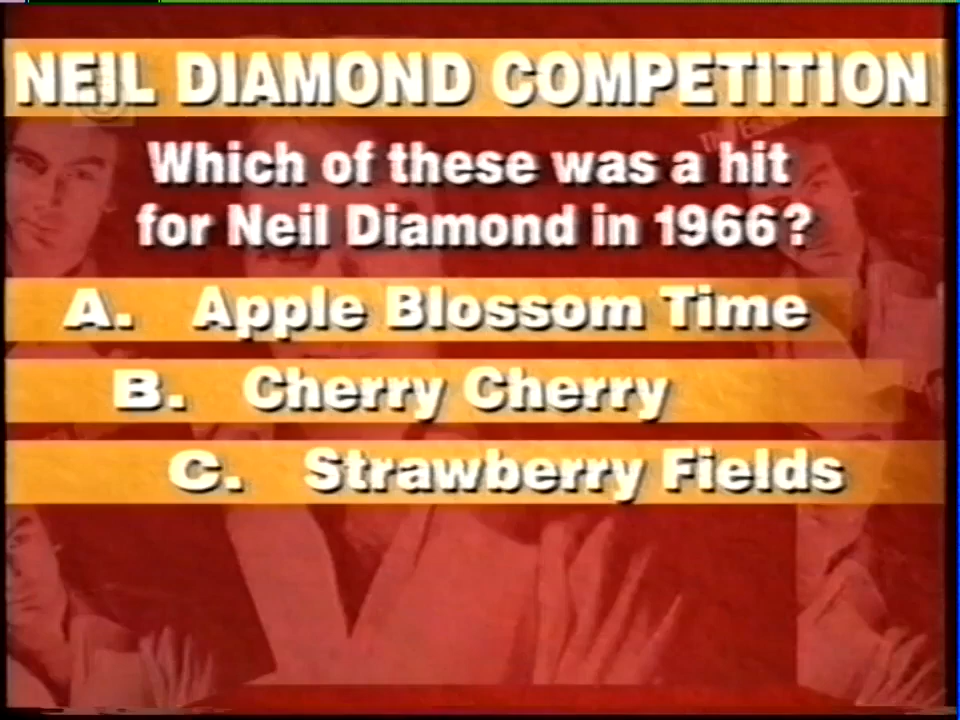 NEIL DIAMOND COMPETITION
Which of these was a hit
for Neil Diamond in 1966?
A. Apple Blossom Time
B. Cherry Cherry
C. Strawberry Fields